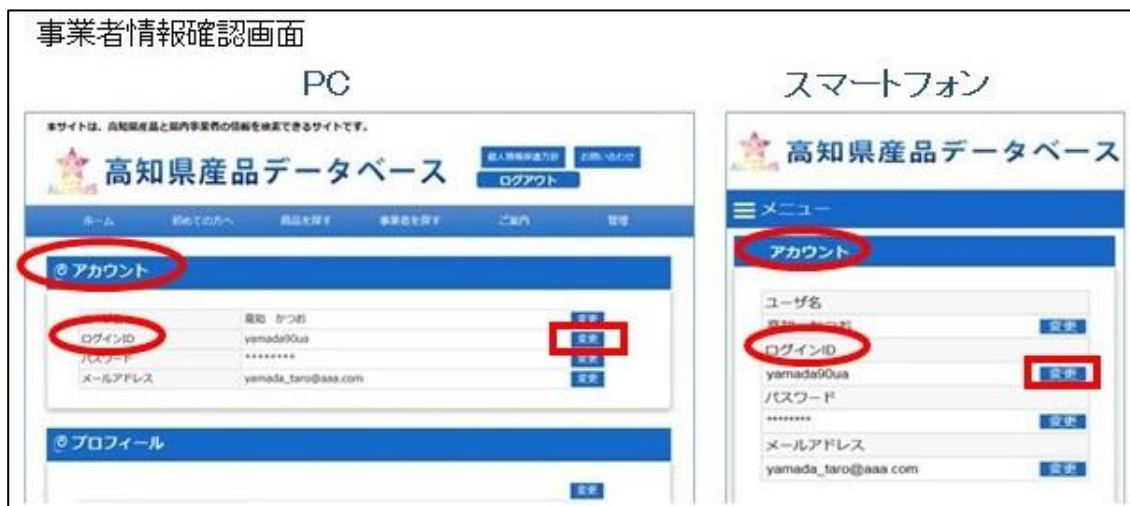 事業者情報確認画面
PC
本サイトは、高知県産品と県内事業者の情報を検索できるサイトです。
高知県産品データベース
個人情報保護方針 お問い合わせ
ログアウト
ホーム 初めての方へ 商品を探す 事業者を探す ご案内 管理
アカウント
高知 かつお 変更
ログインID yamada90ua 変更
パスワード ******** 変更
メールアドレス yamada_taro@aaa.com 変更
プロフィール
変更
スマートフォン
高知県産品データベース
メニュー
アカウント
ユーザ名
高知 かつお 変更
ログインID
yamada90ua 変更
パスワード
******** 変更
メールアドレス
yamada_taro@aaa.com 変更